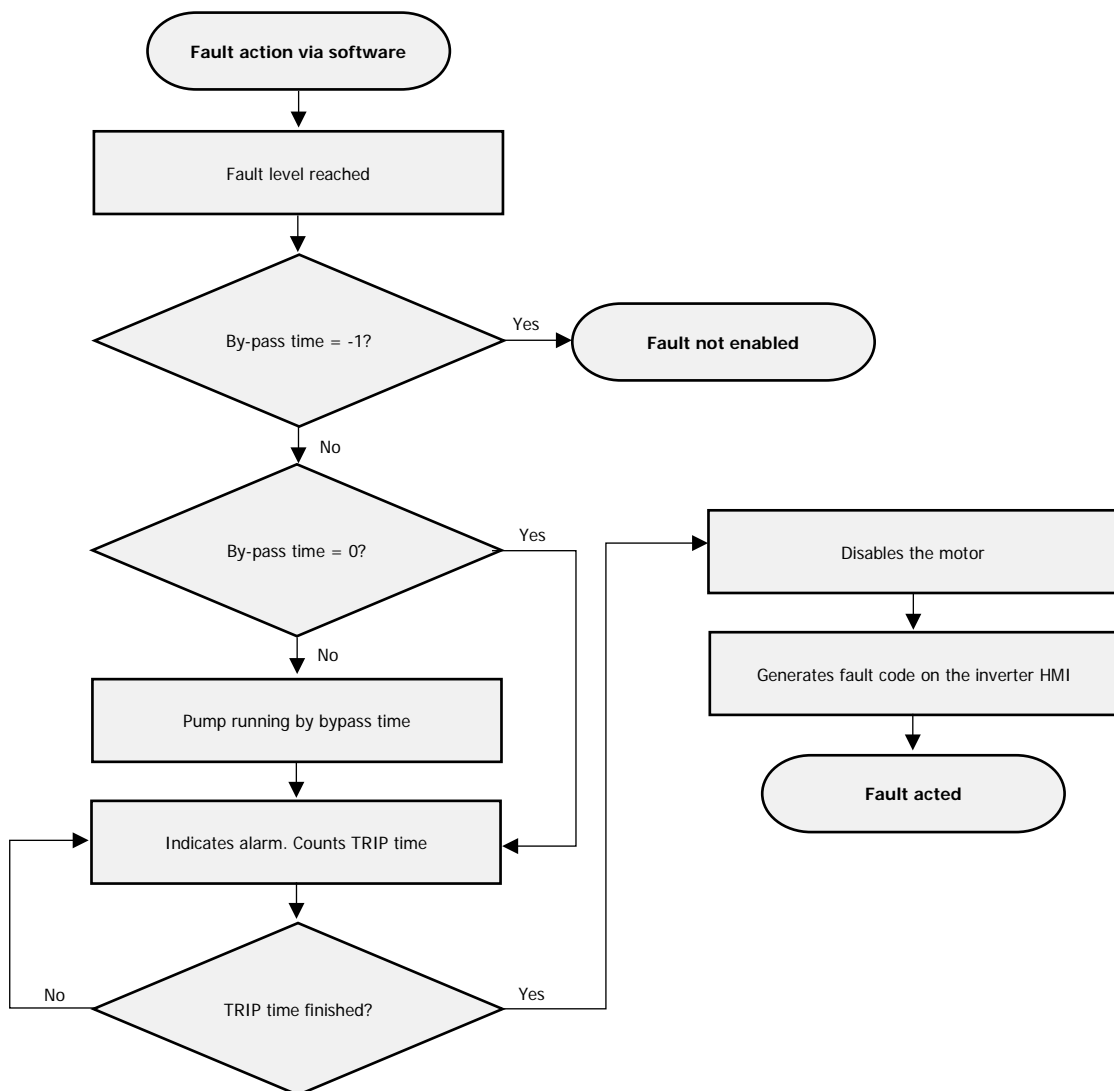 Fault action via software
Fault level reached
By-pass time = -1?
Yes
Fault not enabled
No
By-pass time = 0?
Yes
No
Pump running by bypass time
Indicates alarm. Counts TRIP time
No
TRIP time finished?
Yes
Disables the motor
Generates fault code on the inverter HMI
Fault acted